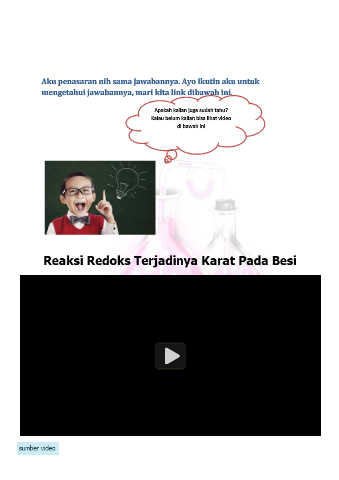 Aku penasaran nih sama jawabannya. Ayo ikutin aku untuk
mengetahui jawabannya, mari kita link dibawah ini.
Apakah kalian juga sudah tahu?
Kalau belum kalian bisa lihat video
di bawah ini
Reaksi Redoks Terjadinya Karat Pada Besi
sumber video